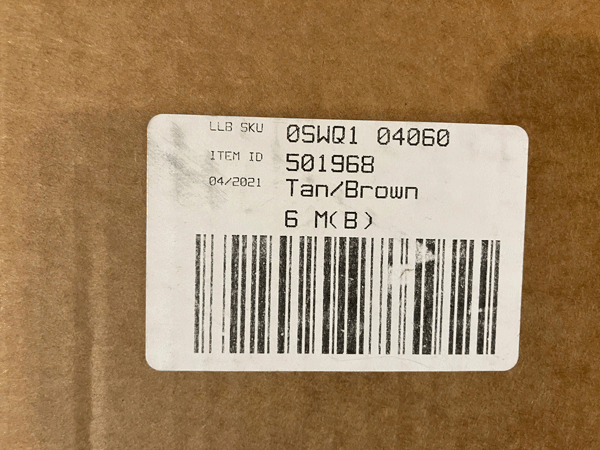 LLB SKU 0SWQ1 04060
ITEM ID 501968
04/2021 Tan/Brown
6 M(B)